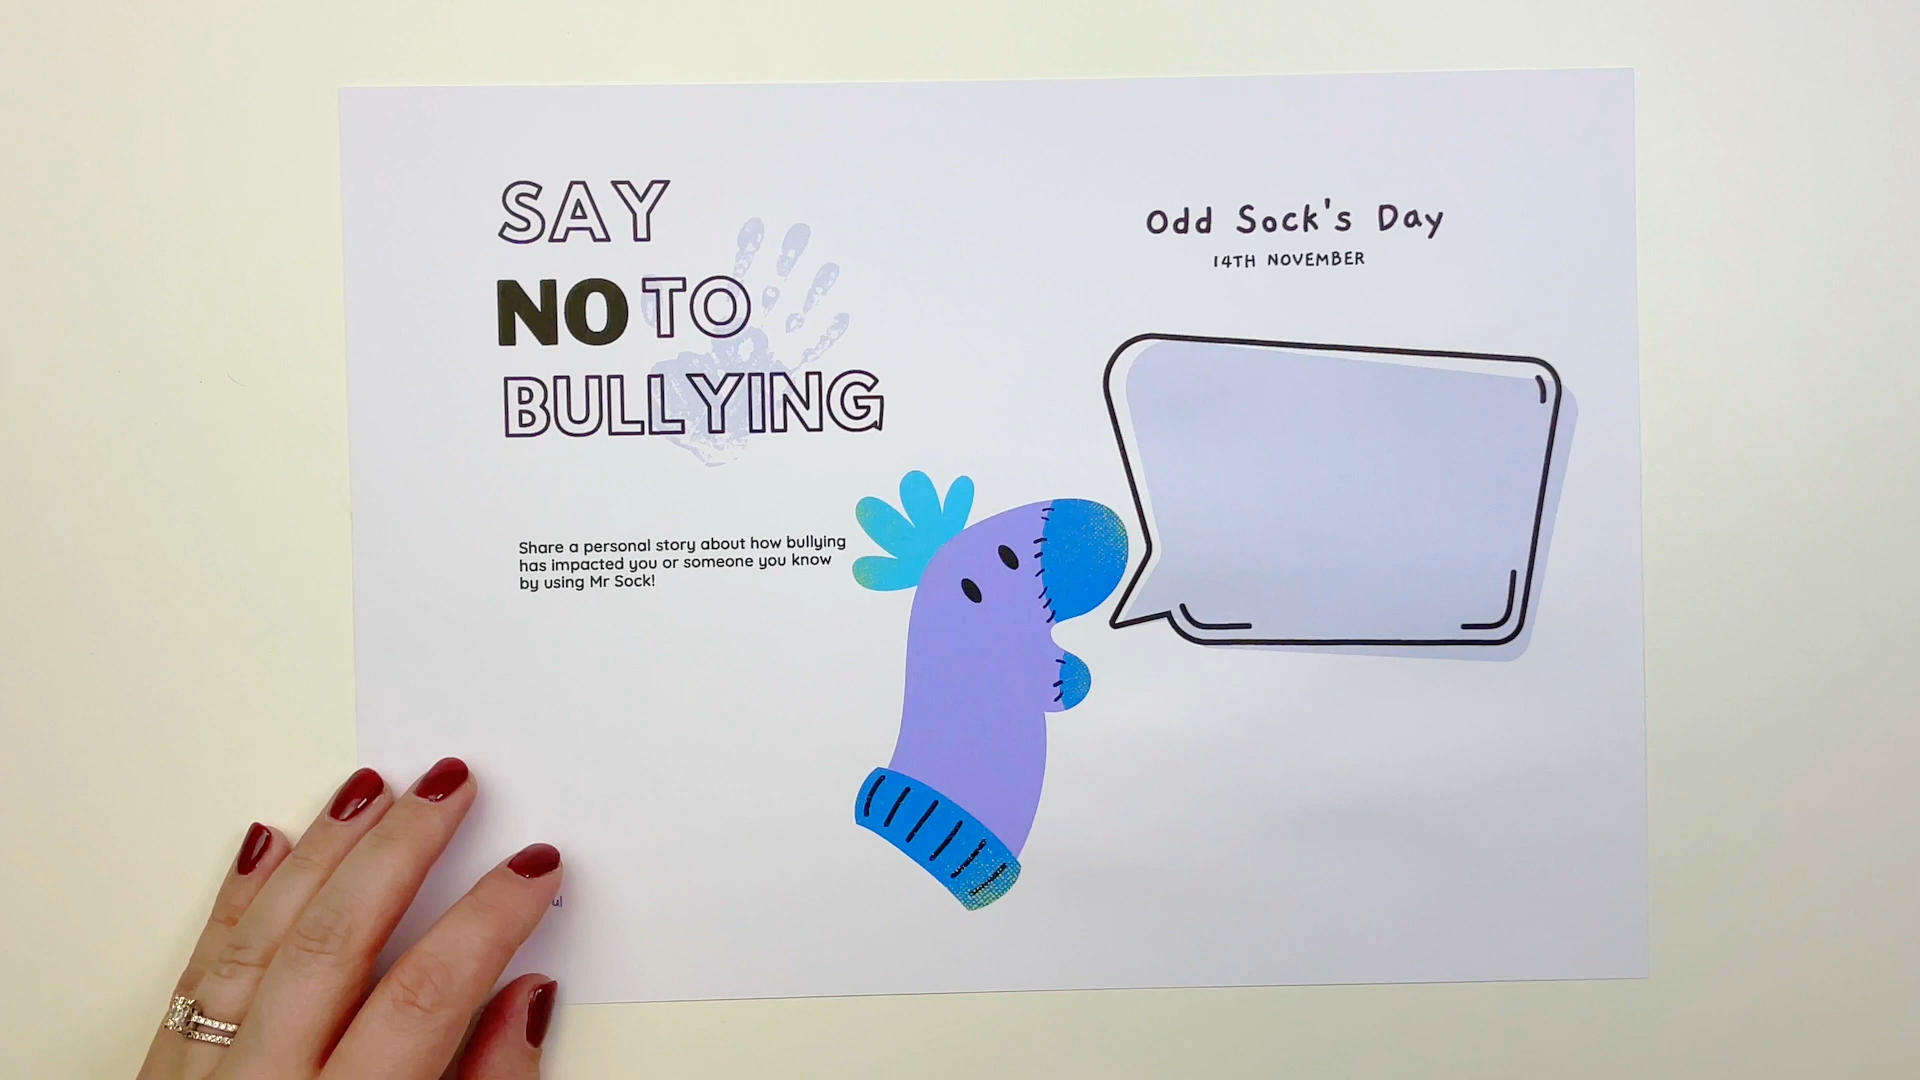 SAY
NO TO
BULLYING
Share a personal story about how bullying
has impacted you or someone you know
by using Mr Sock!
Odd Sock's Day
14TH NOVEMBER